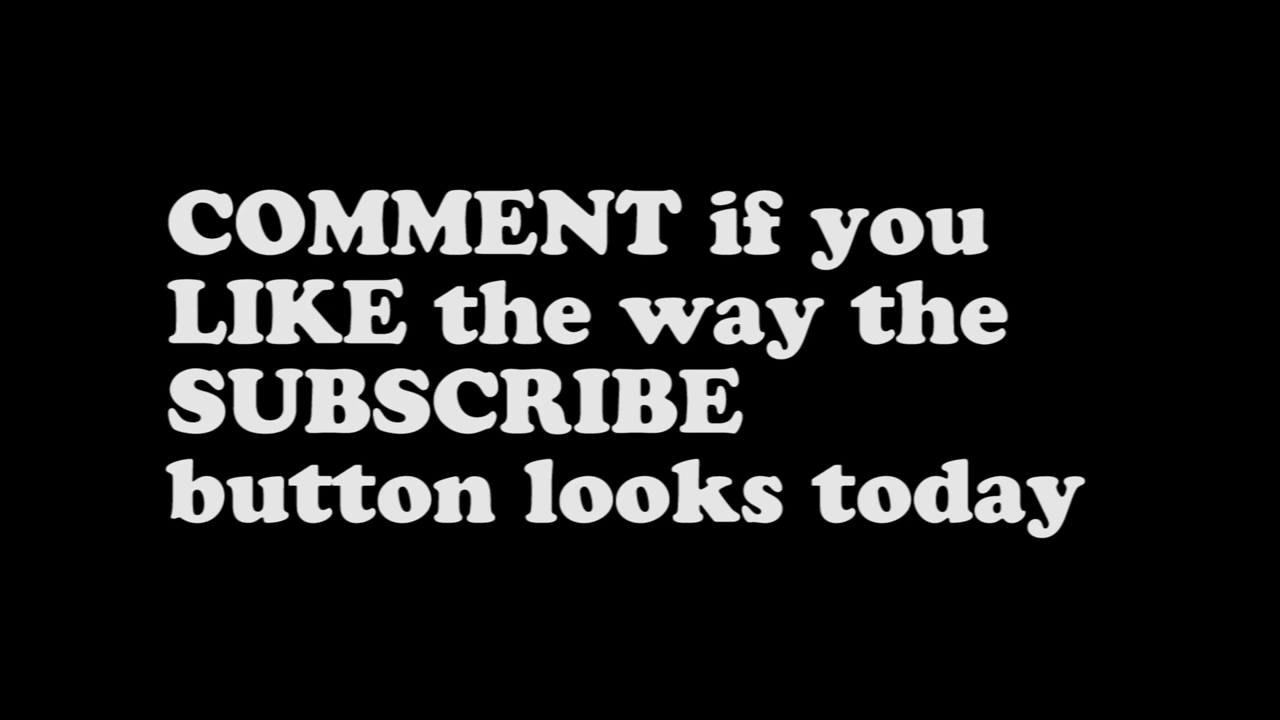 COMMENT if you
LIKE the way the
SUBSCRIBE
button looks today